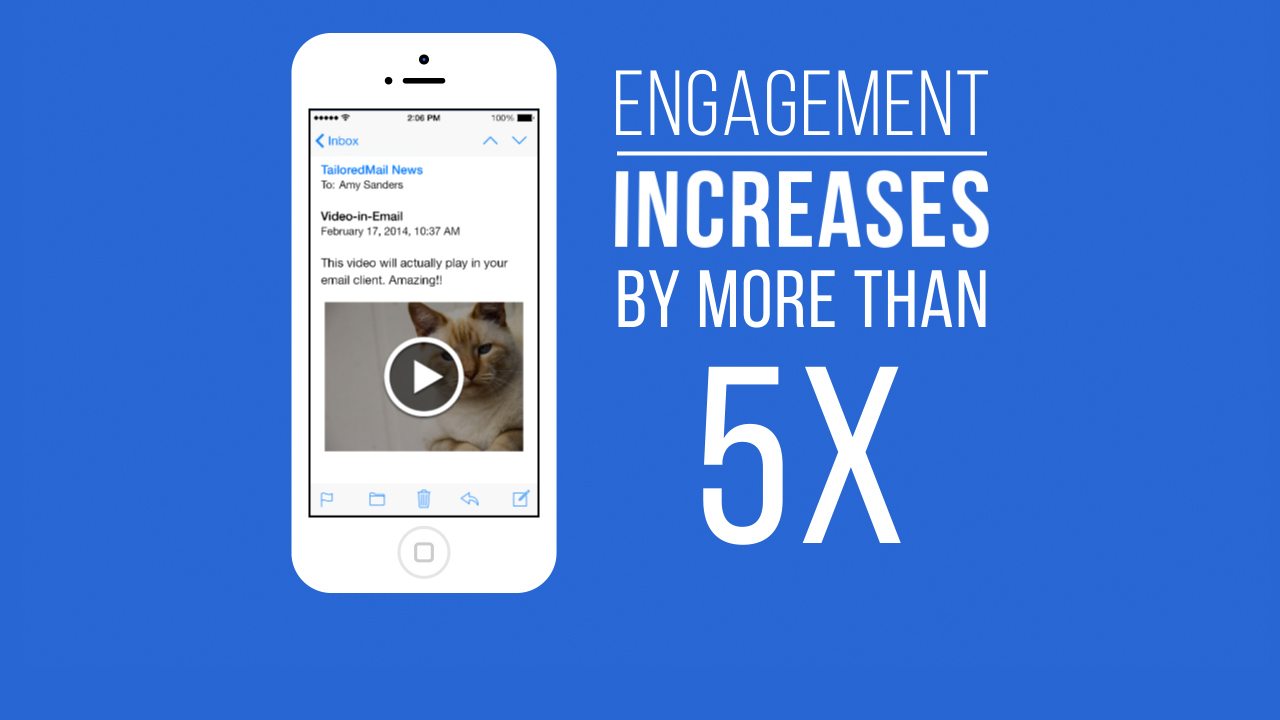 2:06 PM 100%
Inbox
TailoredMail News
To: Amy Sanders
Video-in-Email
February 17, 2014, 10:37 AM
This video will actually play in your
email client. Amazing!!
ENGAGEMENT
INCREASES
BY MORE THAN
5X